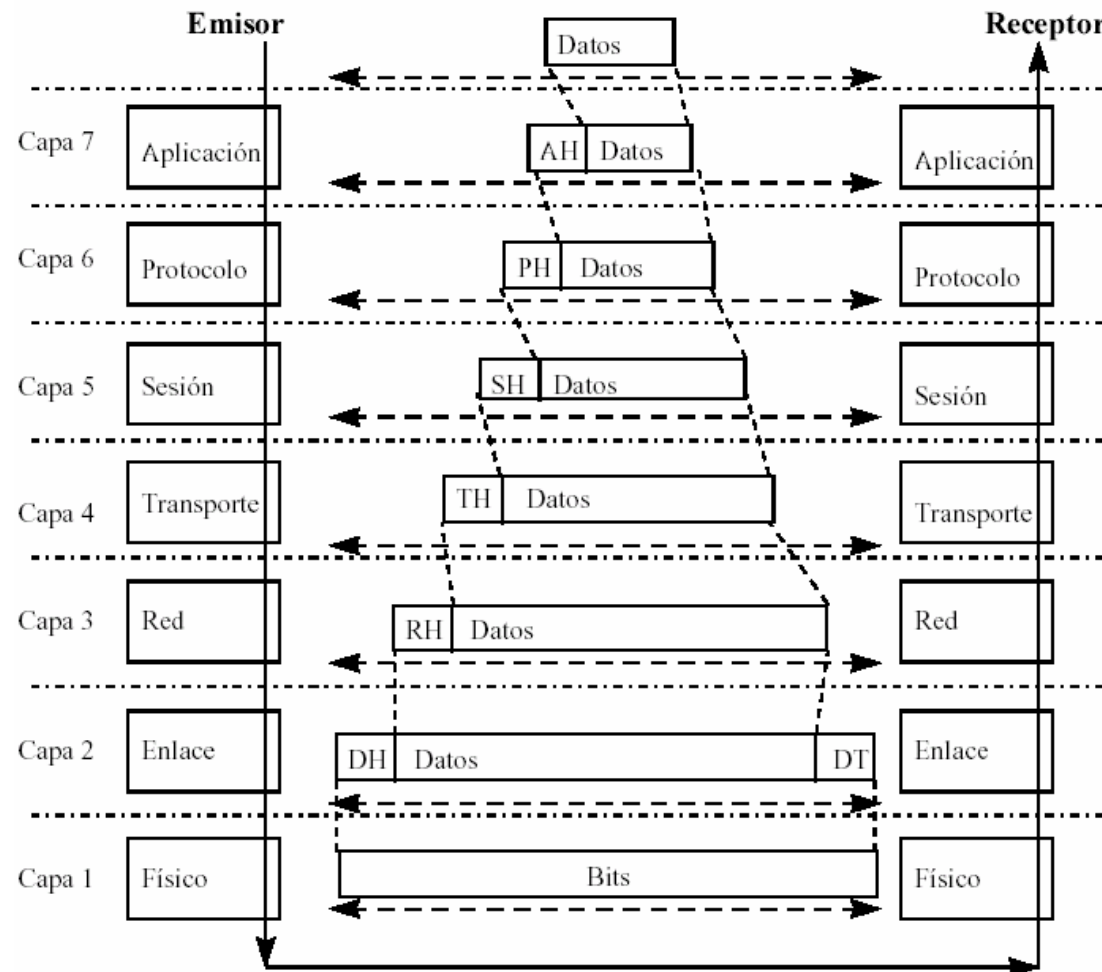 Emisor
Receptor
Datos
Capa 7
Aplicación
AH
Datos
Aplicación
Capa 6
Protocolo
PH
Datos
Protocolo
Capa 5
Sesión
SH
Datos
Sesión
Capa 4
Transporte
TH
Datos
Transporte
Capa 3
Red
RH
Datos
Red
Capa 2
Enlace
DH
Datos
DT
Enlace
Capa 1
Físico
Bits
Físico